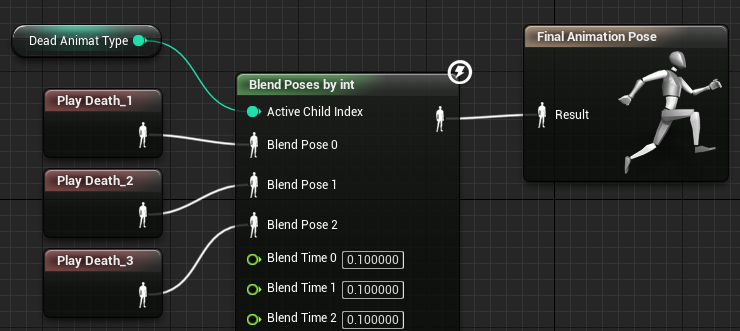 Dead Animat Type
Final Animation Pose
Blend Poses by int
Play Death_1
Active Child Index
Result
Blend Pose 0
Play Death_2
Blend Pose 1
Blend Pose 2
Play Death_3
Blend Time 0 0.100000
Blend Time 1 0.100000
Blend Time 2 0.100000